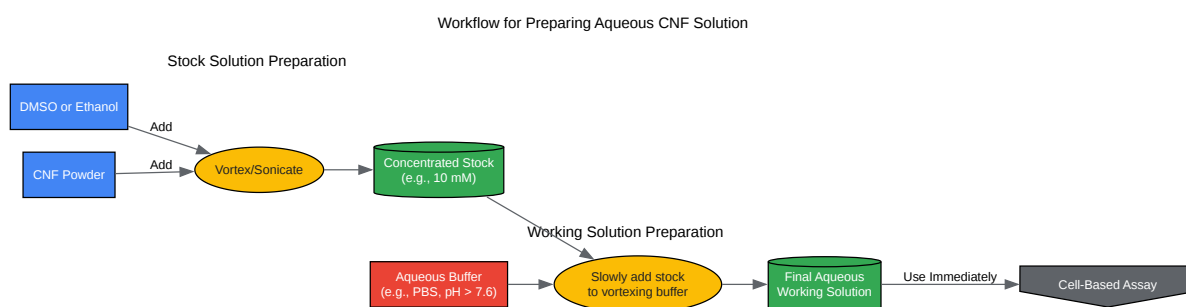 Workflow for Preparing Aqueous CNF Solution
Stock Solution Preparation
DMSO or Ethanol
Add
CNF Powder
Add
Vortex/Sonicate
Concentrated Stock
(e.g., 10 mM)
Working Solution Preparation
Aqueous Buffer
(e.g., PBS, pH > 7.6)
Slowly add stock
to vortexing buffer
Final Aqueous
Working Solution
Use Immediately
Cell-Based Assay